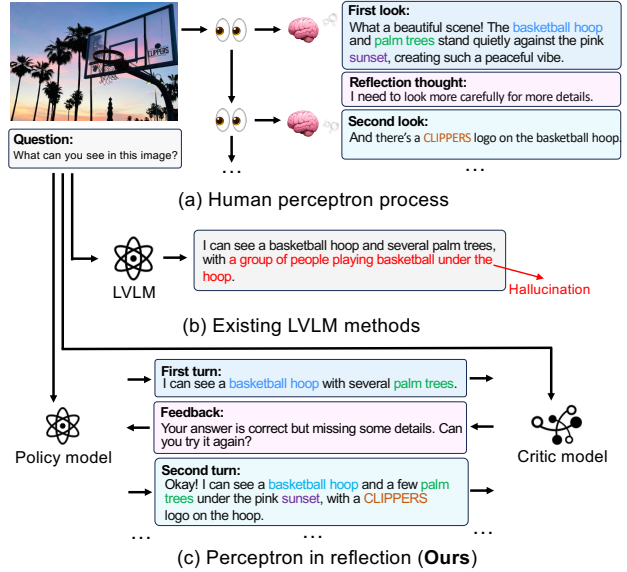 CLIPPERS
First look:
What a beautiful scene! The basketball hoop
and palm trees stand quietly against the pink
sunset, creating such a peaceful vibe.
Reflection thought:
I need to look more carefully for more details.
Second look:
And there's a CLIPPERS logo on the basketball hoop.
Question:
What can you see in this image?
...
...
(a) Human perceptron process
LVLM
I can see a basketball hoop and several palm trees,
with a group of people playing basketball under the
hoop.
Hallucination
(b) Existing LVLM methods
First turn:
I can see a basketball hoop with several palm trees.
Feedback:
Your answer is correct but missing some details. Can
you try it again?
Policy model
Critic model
Second turn:
Okay! I can see a basketball hoop and a few palm
trees under the pink sunset, with a CLIPPERS
logo on the hoop.
... ... ...
(c) Perceptron in reflection (Ours)